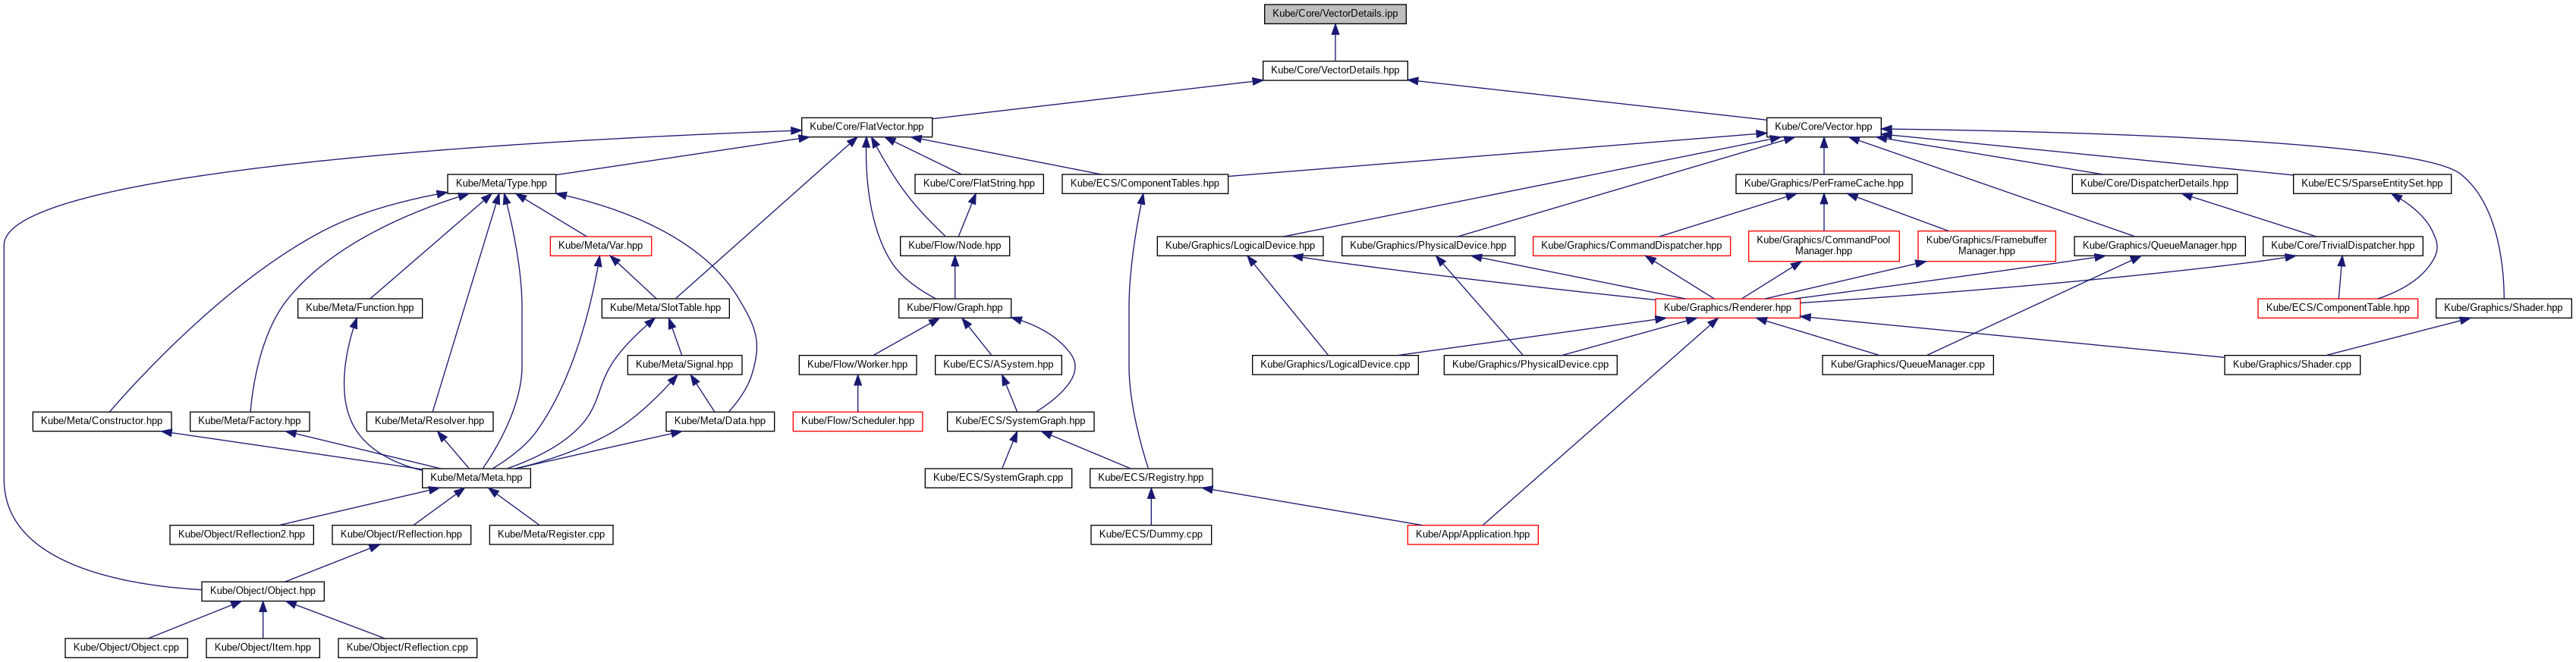 Kube/Core/VectorDetails.ipp
Kube/Core/VectorDetails.hpp
Kube/Core/FlatVector.hpp
Kube/Core/Vector.hpp
Kube/Meta/Type.hpp
Kube/Core/FlatString.hpp
Kube/ECS/ComponentTables.hpp
Kube/Graphics/PerFrameCache.hpp
Kube/Core/DispatcherDetails.hpp
Kube/ECS/SparseEntitySet.hpp
Kube/Meta/Var.hpp
Kube/Flow/Node.hpp
Kube/Graphics/LogicalDevice.hpp
Kube/Graphics/PhysicalDevice.hpp
Kube/Graphics/CommandDispatcher.hpp
Kube/Graphics/CommandPool
Manager.hpp
Kube/Graphics/Framebuffer
Manager.hpp
Kube/Graphics/QueueManager.hpp
Kube/Core/TrivialDispatcher.hpp
Kube/Meta/Function.hpp
Kube/Meta/SlotTable.hpp
Kube/Flow/Graph.hpp
Kube/Graphics/Renderer.hpp
Kube/ECS/ComponentTable.hpp
Kube/Graphics/Shader.hpp
Kube/Meta/Signal.hpp
Kube/Flow/Worker.hpp
Kube/ECS/ASystem.hpp
Kube/Graphics/LogicalDevice.cpp
Kube/Graphics/PhysicalDevice.cpp
Kube/Graphics/QueueManager.cpp
Kube/Graphics/Shader.cpp
Kube/Meta/Constructor.hpp
Kube/Meta/Factory.hpp
Kube/Meta/Resolver.hpp
Kube/Meta/Data.hpp
Kube/Flow/Scheduler.hpp
Kube/ECS/SystemGraph.hpp
Kube/Meta/Meta.hpp
Kube/ECS/SystemGraph.cpp
Kube/ECS/Registry.hpp
Kube/Object/Reflection2.hpp
Kube/Object/Reflection.hpp
Kube/Meta/Register.cpp
Kube/ECS/Dummy.cpp
Kube/App/Application.hpp
Kube/Object/Object.hpp
Kube/Object/Object.cpp
Kube/Object/Item.hpp
Kube/Object/Reflection.cpp